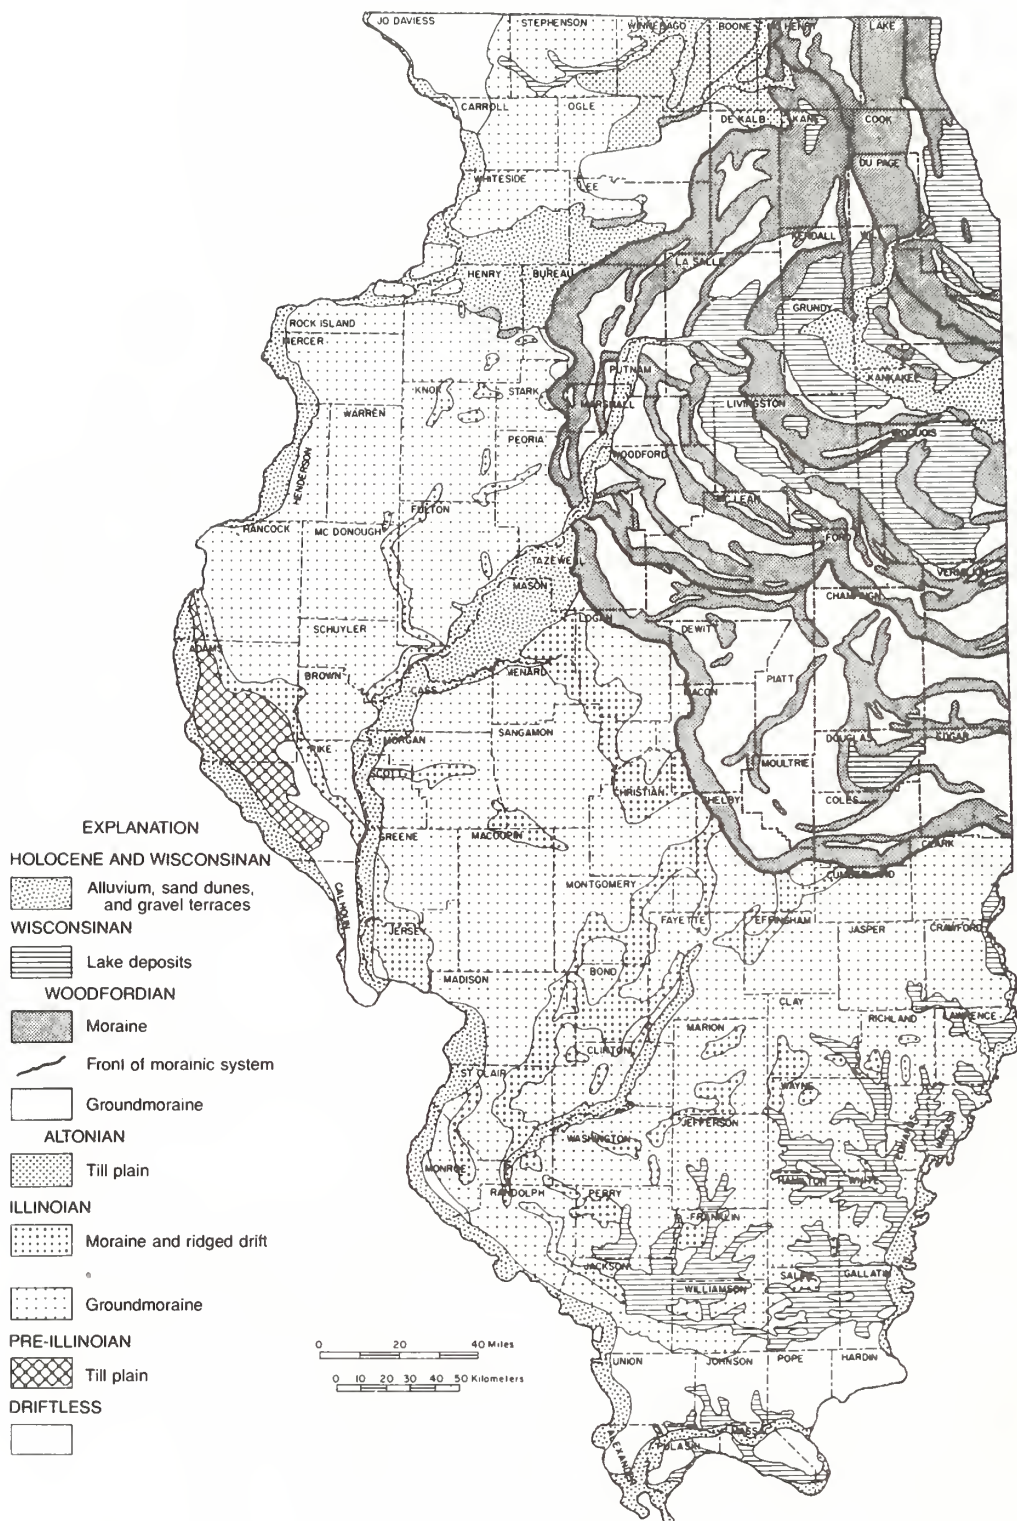 JO DAVIESS
STEPHENSON
WINNEBAGO
BOONE
MC HENRY
LAKE
CARROLL
OGLE
DE KALB
KANE
COOK
DU PAGE
WHITESIDE
LEE
KENDALL
WILL
HENRY
BUREAU
LA SALLE
GRUNDY
ROCK ISLAND
MERCER
PUTNAM
KANKAKEE
KNOX
STARK
MARSHALL
LIVINGSTON
WARREN
PEORIA
IROQUOIS
WOODFORD
HENDERSON
MCLEAN
FULTON
HANCOCK
MC DONOUGH
FORD
TAZEWELL
VERMILION
MASON
CHAMPAIGN
LOGAN
SCHUYLER
DEWITT
ADAMS
BROWN
MENARD
PIATT
CASS
MACON
SANGAMON
MORGAN
DOUGLAS
EDGAR
PIKE
MOULTRIE
SCOTT
CHRISTIAN
SHELBY
COLES
EXPLANATION
GREENE
MACOUPIN
CLARK
HOLOCENE AND WISCONSINAN
CUMBERLAND
MONTGOMERY
Alluvium, sand dunes,
and gravel terraces
CALHOUN
FAYETTE
EFFINGHAM
JASPER
CRAWFORD
WISCONSINAN
JERSEY
Lake deposits
BOND
MADISON
WOODFORDIAN
CLAY
RICHLAND
LAWRENCE
Moraine
MARION
CLINTON
Front of morainic system
ST CLAIR
WAYNE
Groundmoraine
EDWARDS
WABASH
JEFFERSON
ALTONIAN
WASHINGTON
Till plain
MONROE
HAMILTON
WHITE
RANDOLPH
PERRY
ILLINOIAN
FRANKLIN
Moraine and ridged drift
JACKSON
SALINE
GALLATIN
WILLIAMSON
Groundmoraine
PRE-ILLINOIAN
0 20 40 Miles
UNION
JOHNSON
POPE
HARDIN
Till plain
0 10 20 30 40 50 Kilometers
DRIFTLESS
ALEXANDER
PULASKI
MASSAC